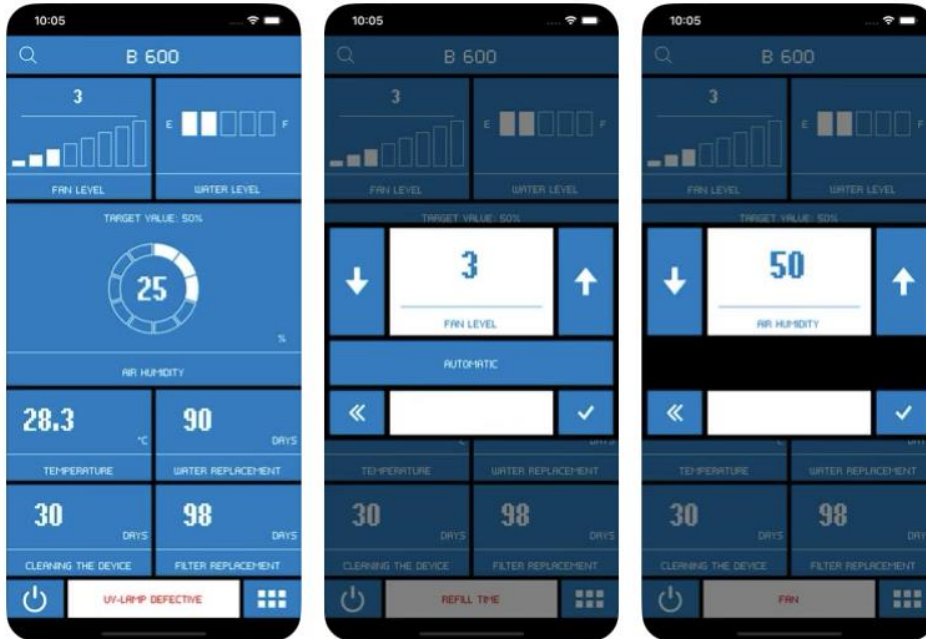 10:05
B 600
3
E F
FAN LEVEL
WATER LEVEL
TARGET VALUE: 50%
25
%
AIR HUMIDITY
28.3
°C
TEMPERATURE
90
DAYS
WATER REPLACEMENT
30
DAYS
CLEANING THE DEVICE
98
DAYS
FILTER REPLACEMENT
UV-LAMP DEFECTIVE
10:05
B 600
3
E F
FAN LEVEL
WATER LEVEL
TARGET VALUE: 50%
3
FAN LEVEL
AUTOMATIC
°C
TEMPERATURE
DAYS
WATER REPLACEMENT
30
DAYS
CLEANING THE DEVICE
98
DAYS
FILTER REPLACEMENT
REFILL TIME
10:05
B 600
3
E F
FAN LEVEL
WATER LEVEL
TARGET VALUE: 50%
50
AIR HUMIDITY
°C
TEMPERATURE
DAYS
WATER REPLACEMENT
30
DAYS
CLEANING THE DEVICE
98
DAYS
FILTER REPLACEMENT
FAN